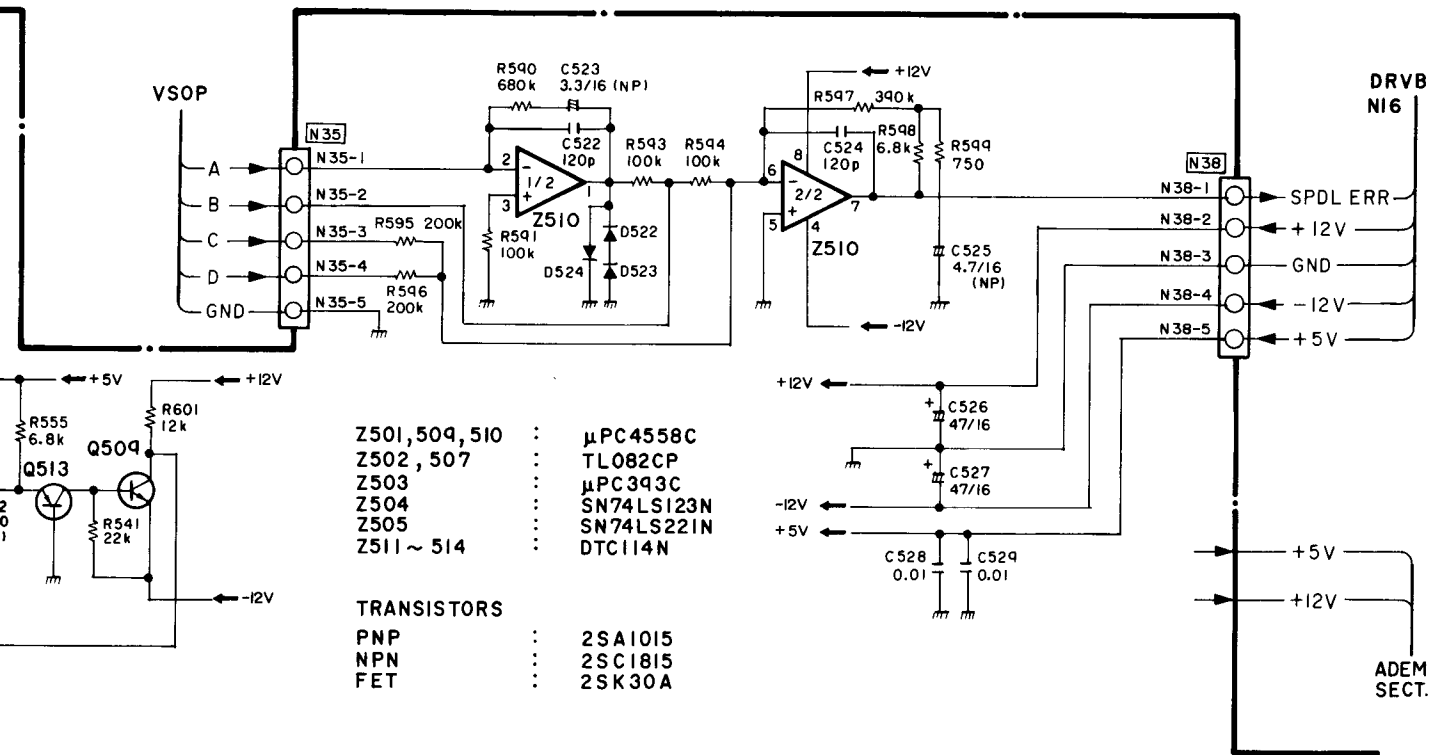 VSOP
N35
A
N35-1
B
N35-2
C
N35-3
D
N35-4
GND
N35-5
R590
680k
C523
3.3/16 (NP)
C522
120p
2
-
1/2
+
3
1
Z510
R591
100k
R593
100k
R594
100k
R595 200k
R596
200k
D522
D523
D524
+12V
R597 390k
C524
120p
R598
6.8k
R599
750
8
6
-
2/2
+
5
7
4
Z510
C525
4.7/16
(NP)
-12V
DRVB
N16
N38
N38-1
SPDL ERR
N38-2
+12V
N38-3
GND
N38-4
-12V
N38-5
+5V
+5V
+12V
R555
6.8k
R601
12k
Q509
Q513
R541
22k
-12V
Z501,509,510 : μPC4558C
Z502, 507 : TL082CP
Z503 : μPC393C
Z504 : SN74LS123N
Z505 : SN74LS221N
Z511~514 : DTC114N
TRANSISTORS
PNP : 2SA1015
NPN : 2SC1815
FET : 2SK30A
+12V
+
C526
47/16
+
C527
47/16
-12V
+5V
C528
0.01
C529
0.01
+5V
+12V
ADEM
SECT.